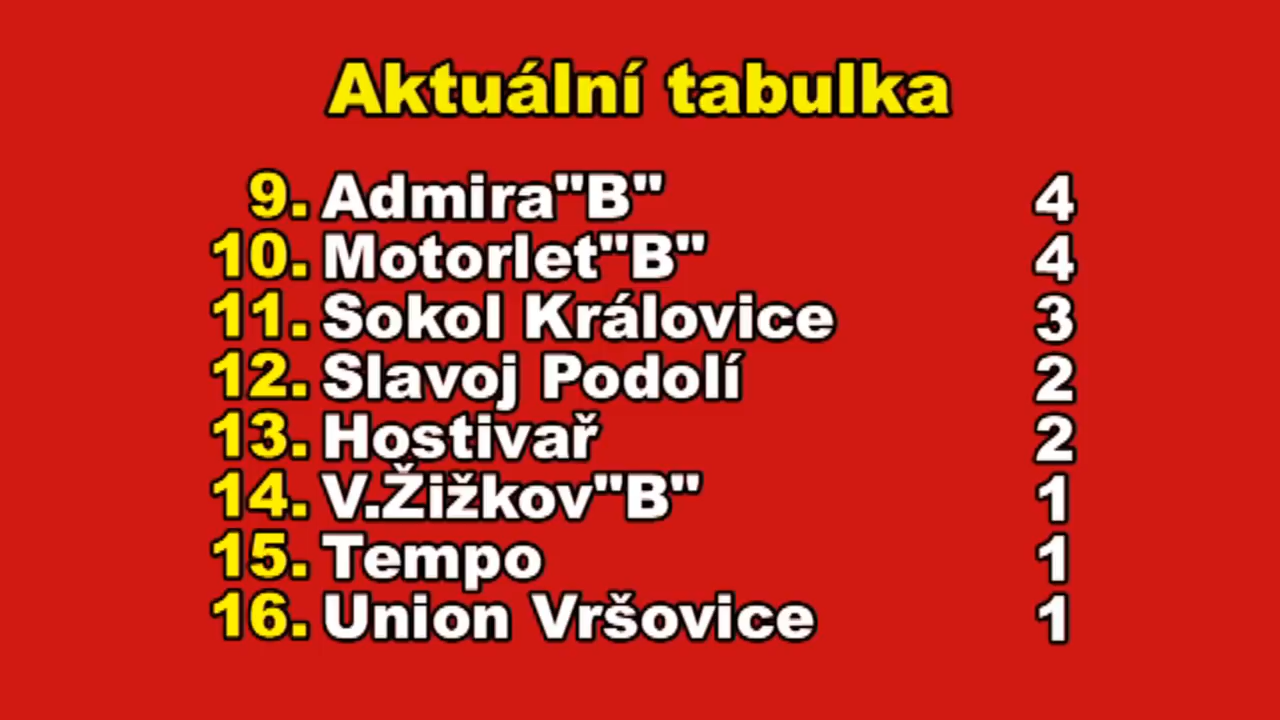 Aktuální tabulka
9. Admira"B" 4
10. Motorlet"B" 4
11. Sokol Královice 3
12. Slavoj Podolí 2
13. Hostivař 2
14. V.Žižkov"B" 1
15. Tempo 1
16. Union Vršovice 1